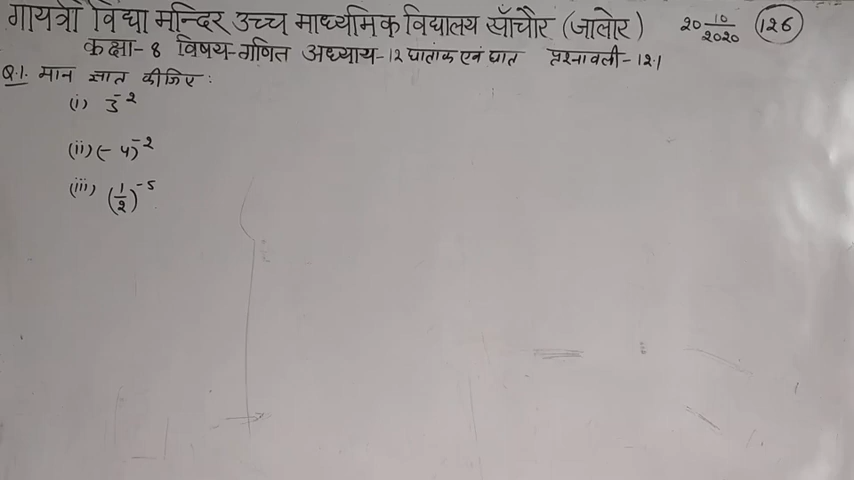 गायत्री विद्या मन्दिर उच्च माध्यमिक विद्यालय साँचौर (जालोर) 20 10/2020 126
कक्षा-8 विषय-गणित अध्याय-12 घातांक एवं घात प्रश्नावली-12.1
Q.1. मान ज्ञात कीजिए:
(i) 3^-2
(ii) (-4)^-2
(iii) (1/2)^-5